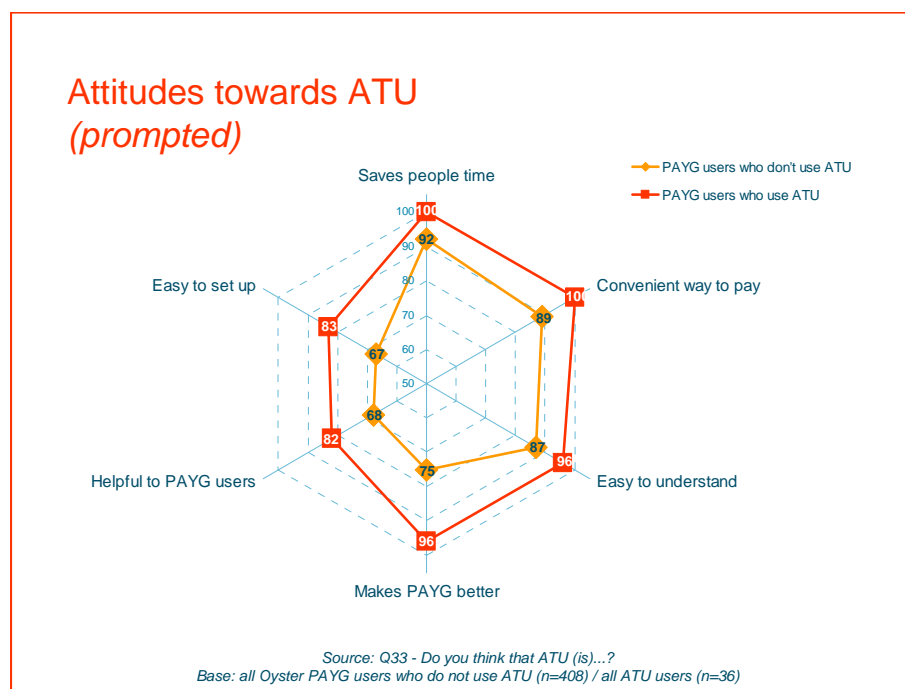 Attitudes towards ATU
(prompted)
Saves people time
PAYG users who don't use ATU
PAYG users who use ATU
100
100
92
90
Easy to set up
Convenient way to pay
80
100
83
89
70
67
60
50
68
82
87
96
75
Helpful to PAYG users
Easy to understand
96
Makes PAYG better
Source: Q33 - Do you think that ATU (is)...?
Base: all Oyster PAYG users who do not use ATU (n=408) / all ATU users (n=36)